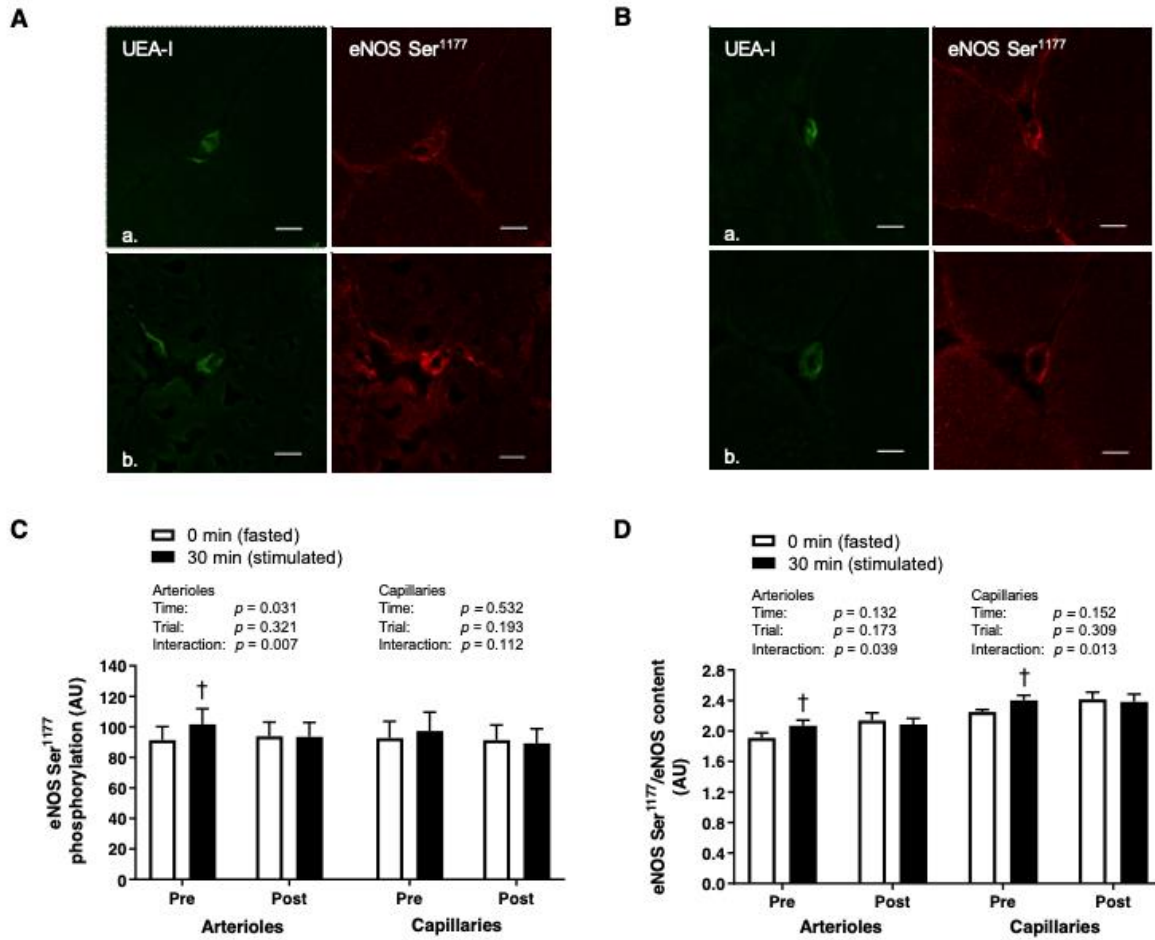 A
UEA-I
eNOS Ser1177
a.
b.
B
UEA-I
eNOS Ser1177
a.
b.
C
0 min (fasted)
30 min (stimulated)
Arterioles
Time: p = 0.031
Trial: p = 0.321
Interaction: p = 0.007
Capillaries
Time: p = 0.532
Trial: p = 0.193
Interaction: p = 0.112
eNOS Ser1177
phosphorylation (AU)
140
120
100
80
60
40
20
0
†
Pre
Post
Pre
Post
Arterioles
Capillaries
D
0 min (fasted)
30 min (stimulated)
Arterioles
Time: p = 0.132
Trial: p = 0.173
Interaction: p = 0.039
Capillaries
Time: p = 0.152
Trial: p = 0.309
Interaction: p = 0.013
eNOS Ser1177/eNOS content
(AU)
2.8
2.4
2.0
1.6
1.2
0.8
0.4
0.0
†
†
Pre
Post
Pre
Post
Arterioles
Capillaries